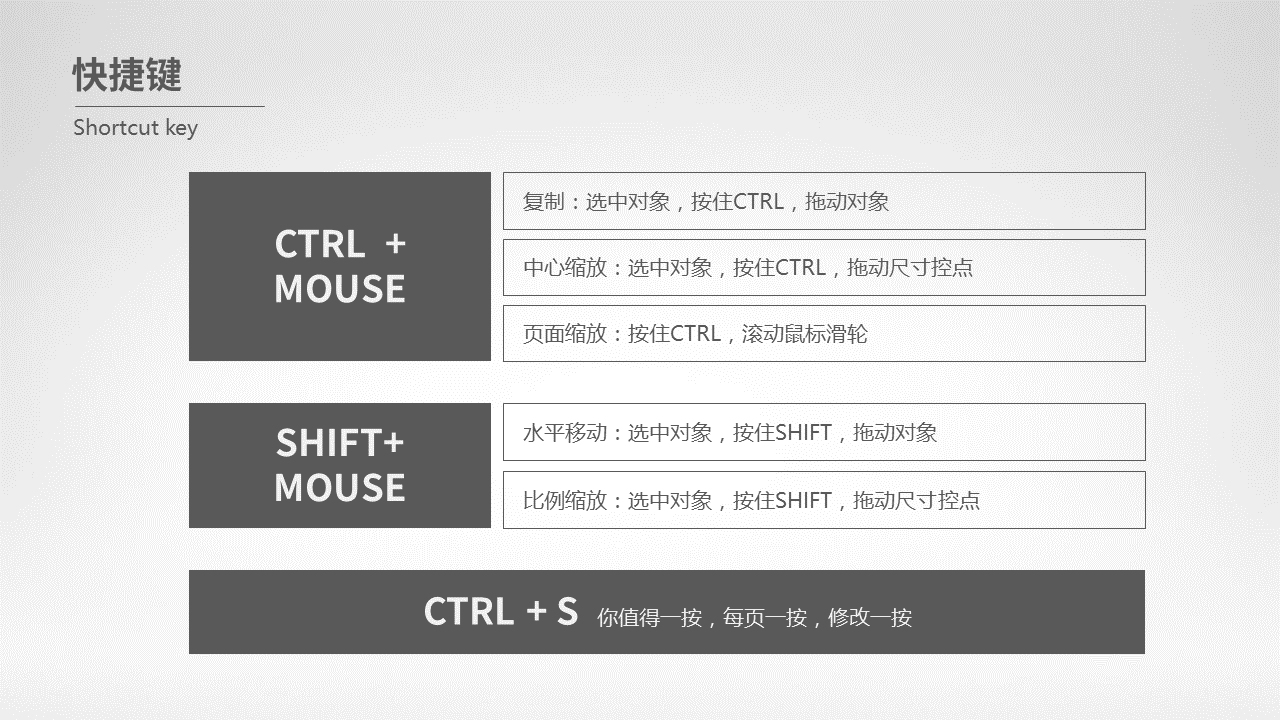 快捷键
Shortcut key
CTRL +
MOUSE
复制：选中对象，按住CTRL，拖动对象
中心缩放：选中对象，按住CTRL，拖动尺寸控点
页面缩放：按住CTRL，滚动鼠标滑轮
SHIFT+
MOUSE
水平移动：选中对象，按住SHIFT，拖动对象
比例缩放：选中对象，按住SHIFT，拖动尺寸控点
CTRL + S 你值得一按，每页一按，修改一按